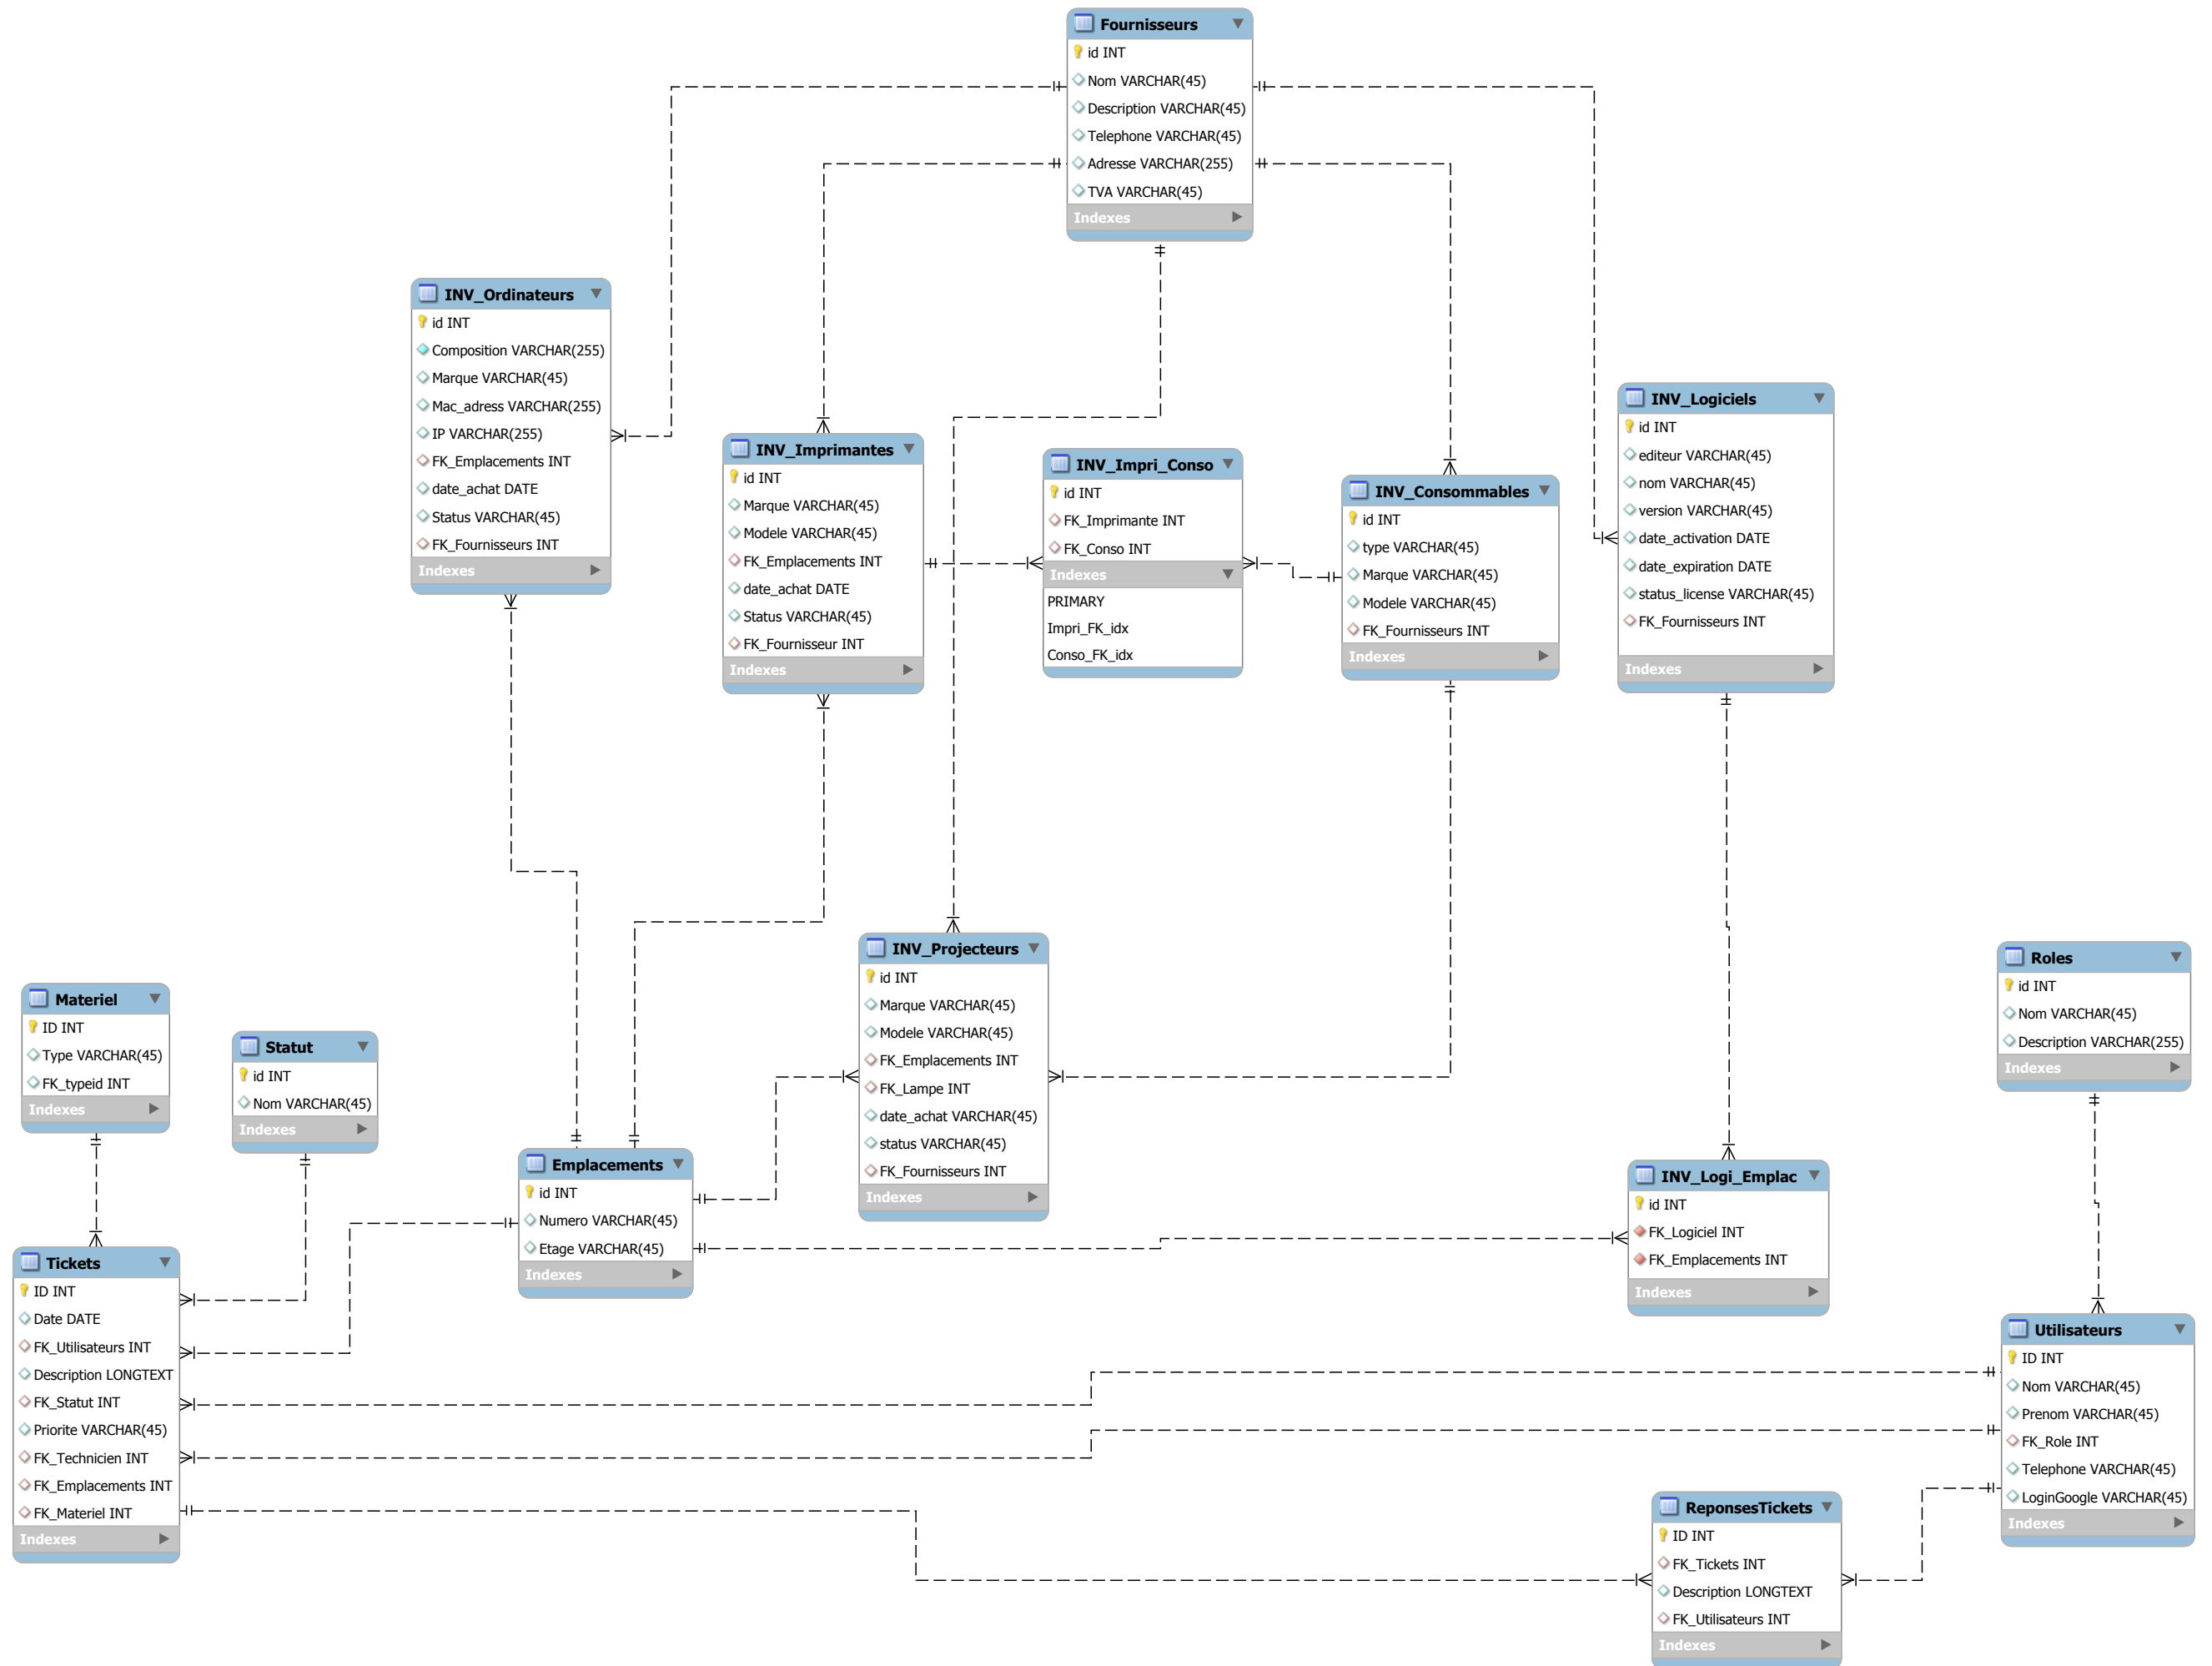 Fournisseurs
id INT
Nom VARCHAR(45)
Description VARCHAR(45)
Telephone VARCHAR(45)
Adresse VARCHAR(255)
TVA VARCHAR(45)
Indexes
INV_Ordinateurs
id INT
Composition VARCHAR(255)
Marque VARCHAR(45)
Mac_adress VARCHAR(255)
IP VARCHAR(255)
FK_Emplacements INT
date_achat DATE
Status VARCHAR(45)
FK_Fournisseurs INT
Indexes
INV_Imprimantes
id INT
Marque VARCHAR(45)
Modele VARCHAR(45)
FK_Emplacements INT
date_achat DATE
Status VARCHAR(45)
FK_Fournisseur INT
Indexes
INV_Impri_Conso
id INT
FK_Imprimante INT
FK_Conso INT
Indexes
PRIMARY
Impri_FK_idx
Conso_FK_idx
INV_Consommables
id INT
type VARCHAR(45)
Marque VARCHAR(45)
Modele VARCHAR(45)
FK_Fournisseurs INT
Indexes
INV_Logiciels
id INT
editeur VARCHAR(45)
nom VARCHAR(45)
version VARCHAR(45)
date_activation DATE
date_expiration DATE
status_license VARCHAR(45)
FK_Fournisseurs INT
Indexes
Materiel
ID INT
Type VARCHAR(45)
FK_typeid INT
Indexes
Statut
id INT
Nom VARCHAR(45)
Indexes
INV_Projecteurs
id INT
Marque VARCHAR(45)
Modele VARCHAR(45)
FK_Emplacements INT
FK_Lampe INT
date_achat VARCHAR(45)
status VARCHAR(45)
FK_Fournisseurs INT
Indexes
Roles
id INT
Nom VARCHAR(45)
Description VARCHAR(255)
Indexes
Emplacements
id INT
Numero VARCHAR(45)
Etage VARCHAR(45)
Indexes
INV_Logi_Emplac
id INT
FK_Logiciel INT
FK_Emplacements INT
Indexes
Tickets
ID INT
Date DATE
FK_Utilisateurs INT
Description LONGTEXT
FK_Statut INT
Priorite VARCHAR(45)
FK_Technicien INT
FK_Emplacements INT
FK_Materiel INT
Indexes
Utilisateurs
ID INT
Nom VARCHAR(45)
Prenom VARCHAR(45)
FK_Role INT
Telephone VARCHAR(45)
LoginGoogle VARCHAR(45)
Indexes
ReponsesTickets
ID INT
FK_Tickets INT
Description LONGTEXT
FK_Utilisateurs INT
Indexes